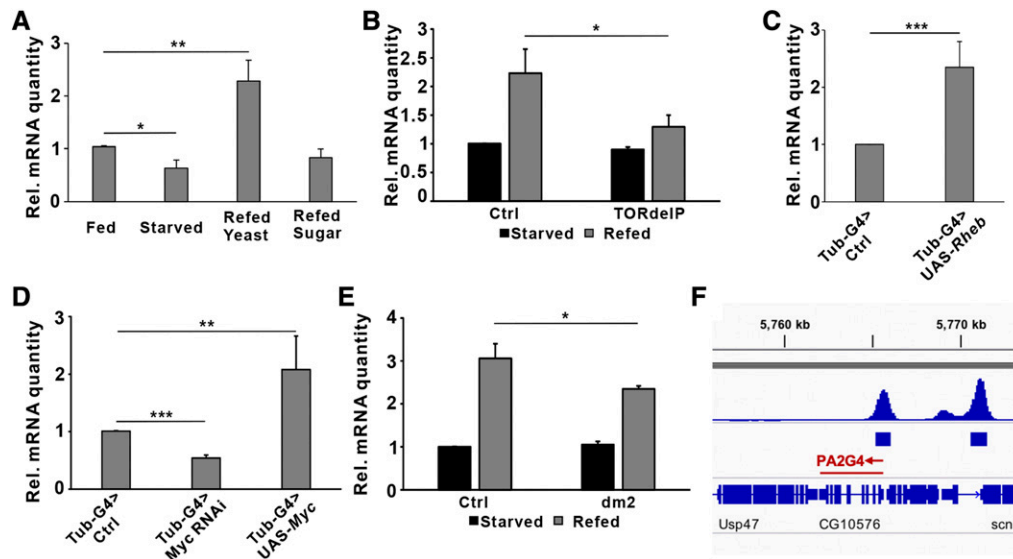 A
Rel. mRNA quantity
3
2
1
0
**
*
Fed
Starved
Refed
Yeast
Refed
Sugar
B
Rel. mRNA quantity
3
2.5
2
1.5
1
0.5
0
*
Ctrl
TORdelP
Starved Refed
C
Rel. mRNA quantity
3
2
1
0
***
Tub-G4>
Ctrl
Tub-G4>
UAS-Rheb
D
Rel. mRNA quantity
3
2
1
0
**
***
Tub-G4>
Ctrl
Tub-G4>
Myc RNAi
Tub-G4>
UAS-Myc
E
Rel. mRNA quantity
4
3
2
1
0
*
Ctrl
dm2
Starved Refed
F
5,760 kb 5,770 kb
PA2G4
Usp47 CG10576 scn